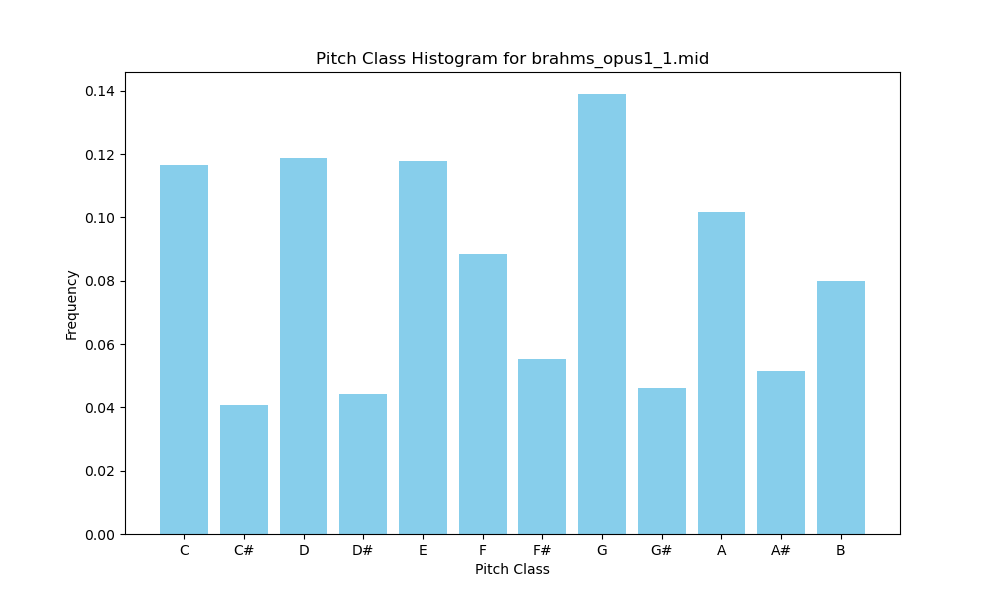 Pitch Class Histogram for brahms_opus1_1.mid
0.14
0.12
0.10
0.08
0.06
0.04
0.02
0.00
Frequency
C C# D D# E F F# G G# A A# B
Pitch Class